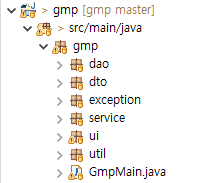 > gmp [gmp master]
> src/main/java
gmp
dao
dto
exception
service
ui
util
GmpMain.java